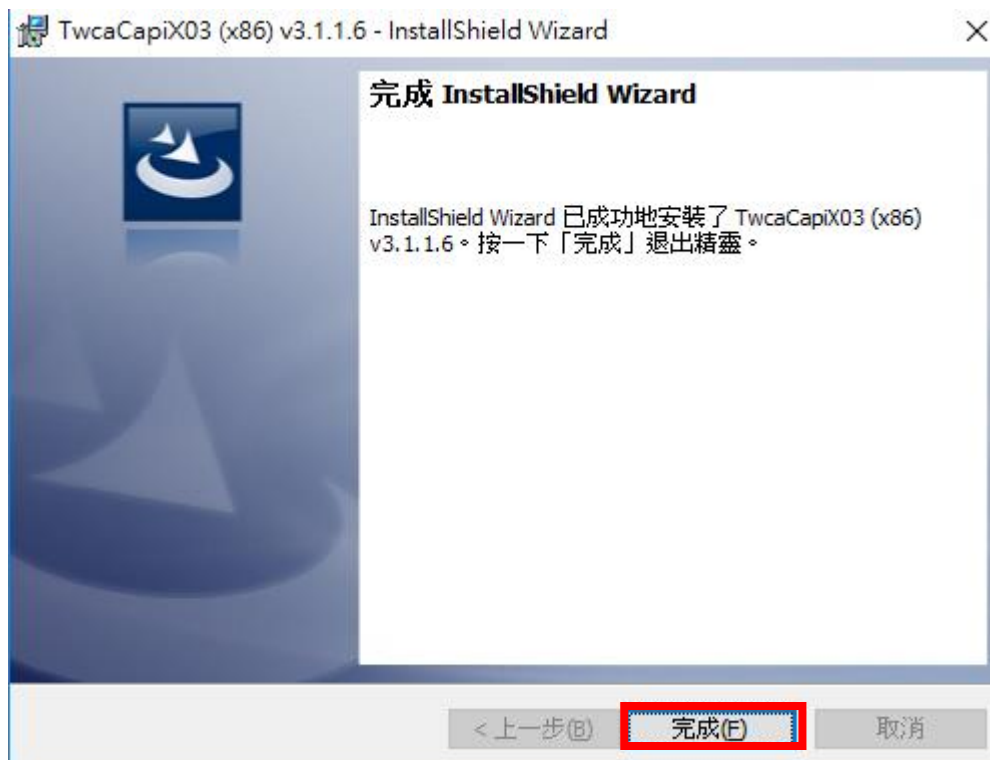 TwcaCapiX03 (x86) v3.1.1.6 - InstallShield Wizard
完成 InstallShield Wizard
InstallShield Wizard 已成功地安裝了 TwcaCapiX03 (x86)
v3.1.1.6。按一下「完成」退出精靈。
<上一步(B)
完成(F)
取消